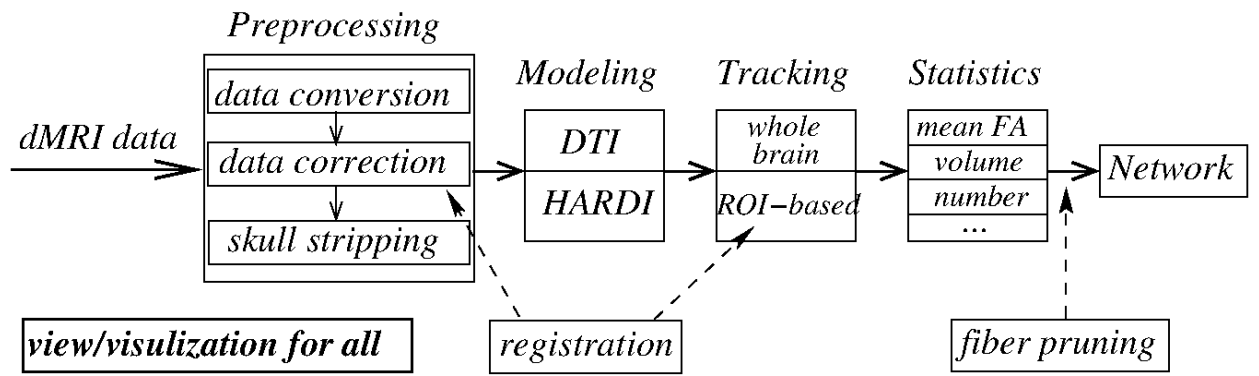 Preprocessing
Modeling
Tracking
Statistics
dMRI data
data conversion
data correction
skull stripping
DTI
HARDI
whole
brain
ROI-based
mean FA
volume
number
...
Network
view/visulization for all
registration
fiber pruning